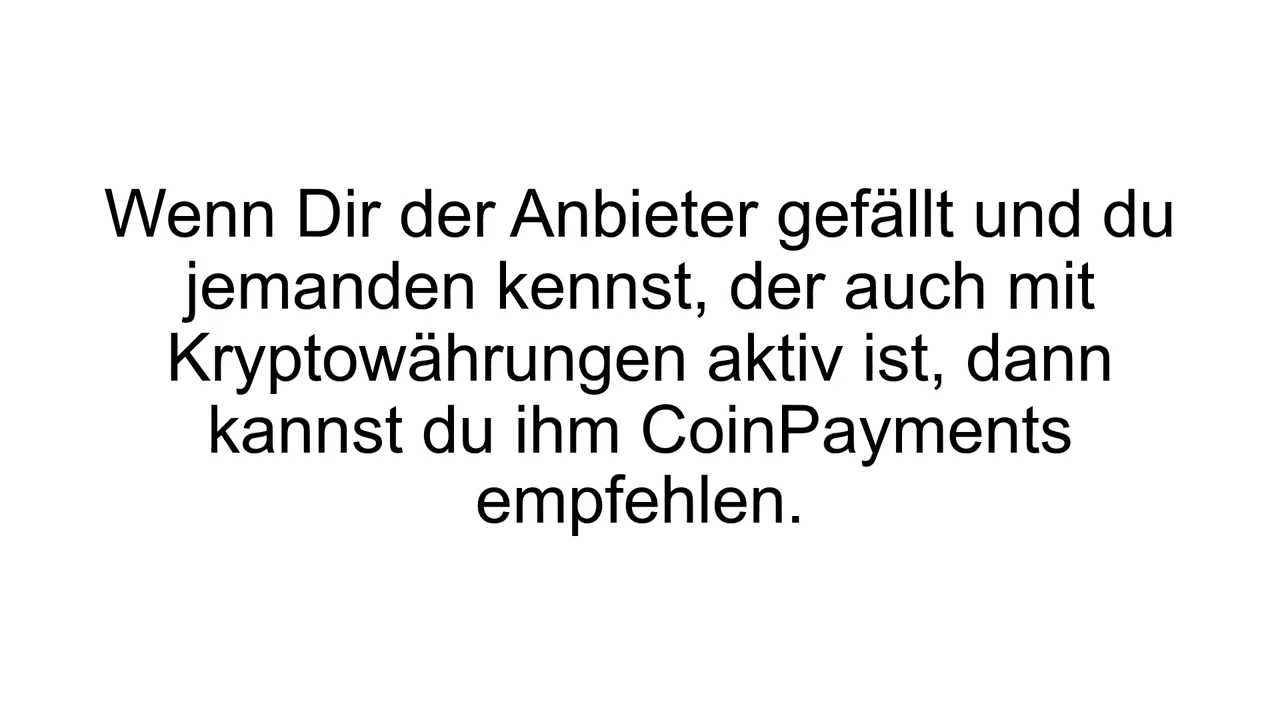 Wenn Dir der Anbieter gefällt und du
jemanden kennst, der auch mit
Kryptowährungen aktiv ist, dann
kannst du ihm CoinPayments
empfehlen.